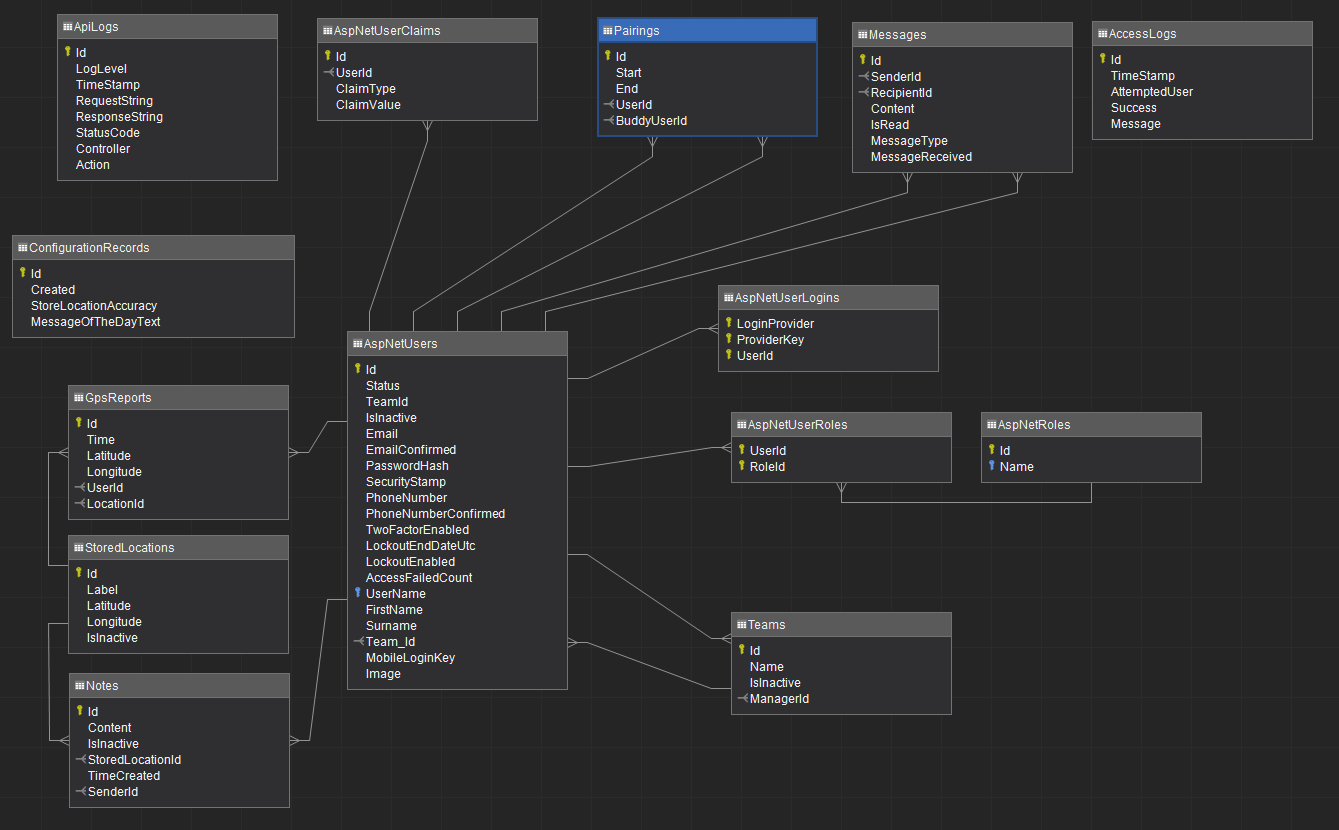 ApiLogs
Id
LogLevel
TimeStamp
RequestString
ResponseString
StatusCode
Controller
Action
AspNetUserClaims
Id
UserId
ClaimType
ClaimValue
Pairings
Id
Start
End
UserId
BuddyUserId
Messages
Id
SenderId
RecipientId
Content
IsRead
MessageType
MessageReceived
AccessLogs
Id
TimeStamp
AttemptedUser
Success
Message
ConfigurationRecords
Id
Created
StoreLocationAccuracy
MessageOfTheDayText
AspNetUserLogins
LoginProvider
ProviderKey
UserId
AspNetUsers
Id
Status
TeamId
IsInactive
Email
EmailConfirmed
PasswordHash
SecurityStamp
PhoneNumber
PhoneNumberConfirmed
TwoFactorEnabled
LockoutEndDateUtc
LockoutEnabled
AccessFailedCount
UserName
FirstName
Surname
Team_Id
MobileLoginKey
Image
GpsReports
Id
Time
Latitude
Longitude
UserId
LocationId
AspNetUserRoles
UserId
RoleId
AspNetRoles
Id
Name
StoredLocations
Id
Label
Latitude
Longitude
IsInactive
Teams
Id
Name
IsInactive
ManagerId
Notes
Id
Content
IsInactive
StoredLocationId
TimeCreated
SenderId